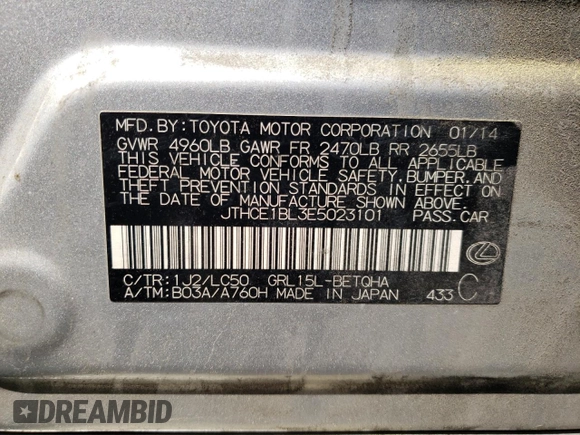 MFD. BY: TOYOTA MOTOR CORPORATION 01/14
GVWR 4960LB GAWR FR 2470LB RR 2655LB
THIS VEHICLE CONFORMS TO ALL APPLICABLE
FEDERAL MOTOR VEHICLE SAFETY, BUMPER, AND
THEFT PREVENTION STANDARDS IN EFFECT ON
THE DATE OF MANUFACTURE SHOWN ABOVE.
JTHCE1BL3E5023101 PASS. CAR
C/TR: 1J2/LC50 GRL15L-BETQHA
A/TM: B03A/A760H MADE IN JAPAN 433 C
DREAMBID